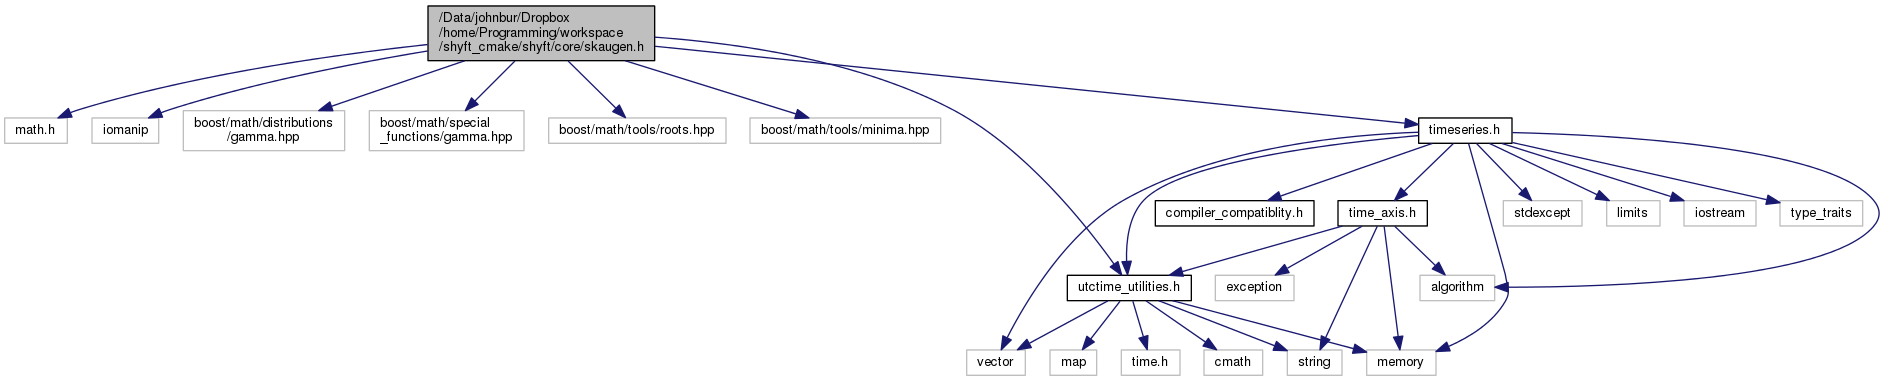 /Data/johnbur/Dropbox
/home/Programming/workspace
/shyft_cmake/shyft/core/skaugen.h
math.h
iomanip
boost/math/distributions
/gamma.hpp
boost/math/special
_functions/gamma.hpp
boost/math/tools/roots.hpp
boost/math/tools/minima.hpp
timeseries.h
compiler_compatiblity.h
time_axis.h
stdexcept
limits
iostream
type_traits
utctime_utilities.h
exception
algorithm
vector
map
time.h
cmath
string
memory